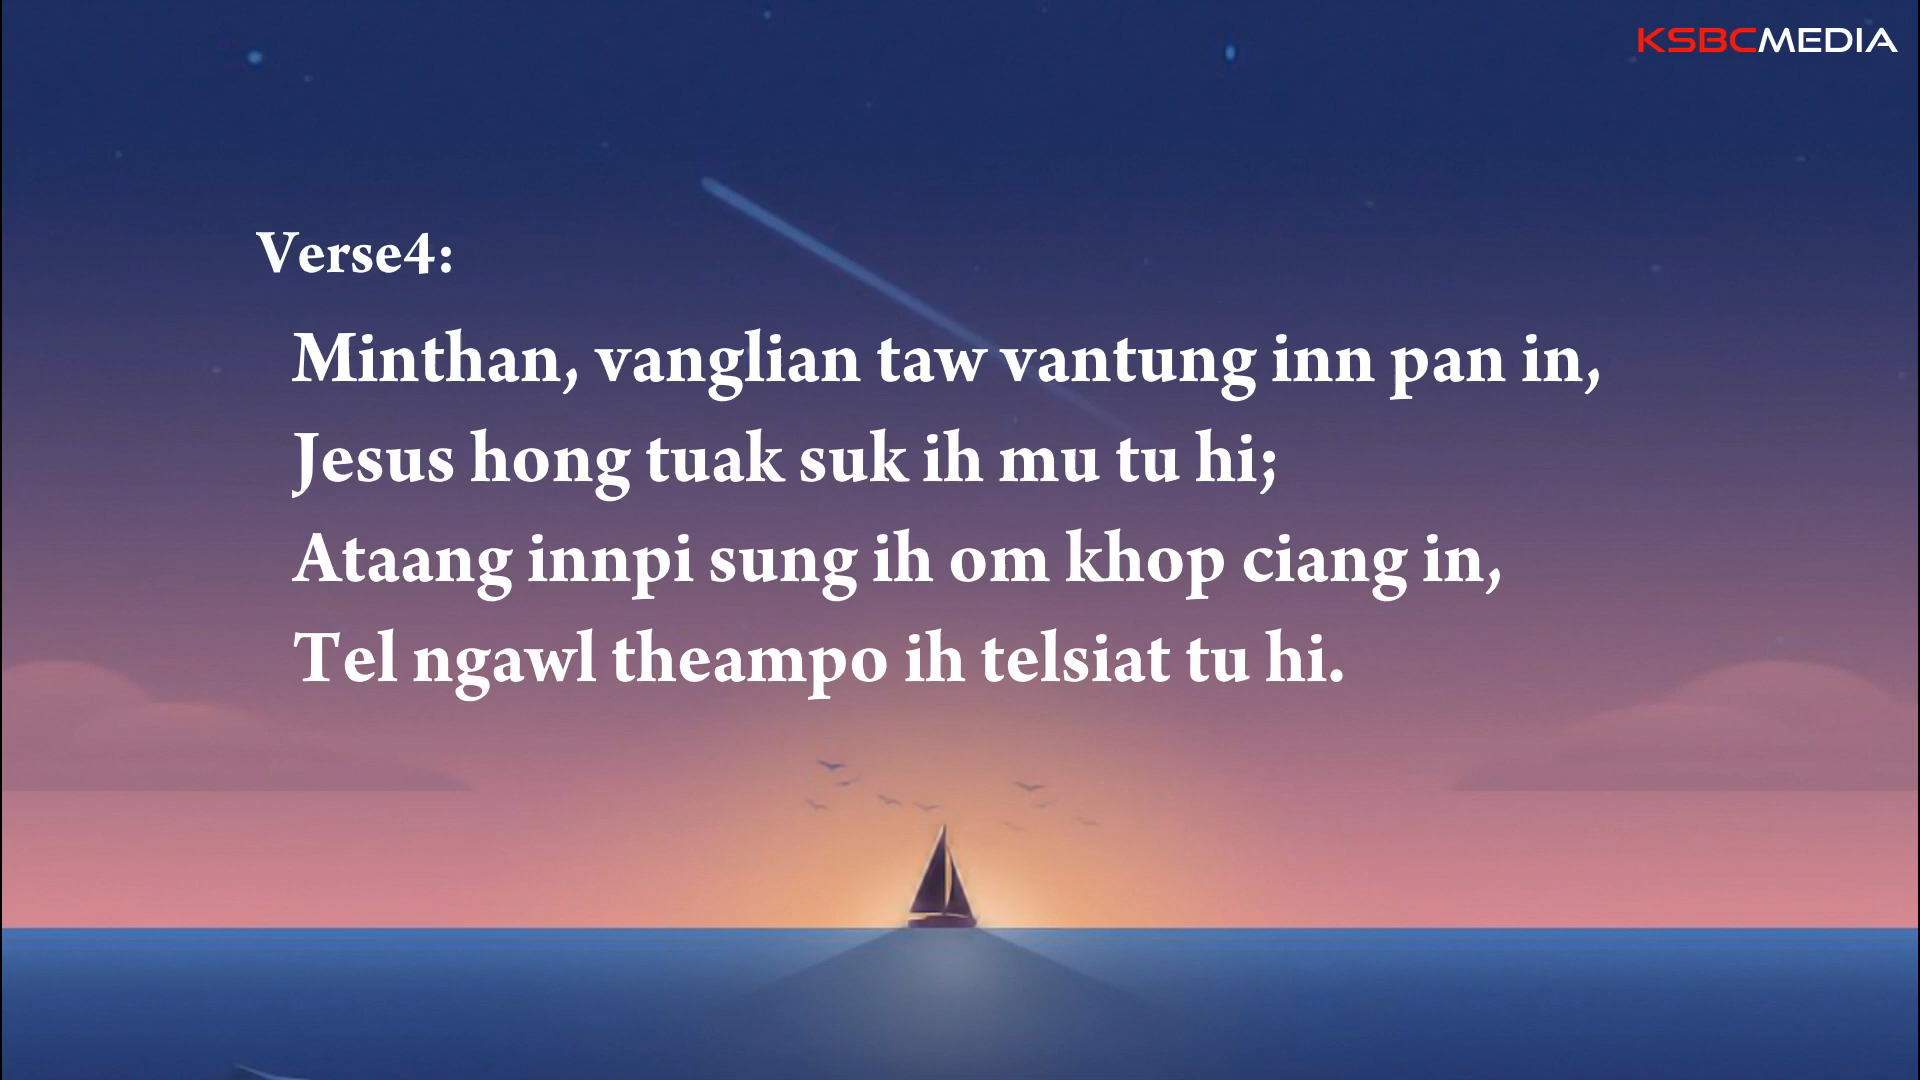 KSBCMEDIA
Verse4:
Minthan, vanglian taw vantung inn pan in,
Jesus hong tuak suk ih mu tu hi;
Ataang innpi sung ih om khop ciang in,
Tel ngawl theampo ih telsiat tu hi.